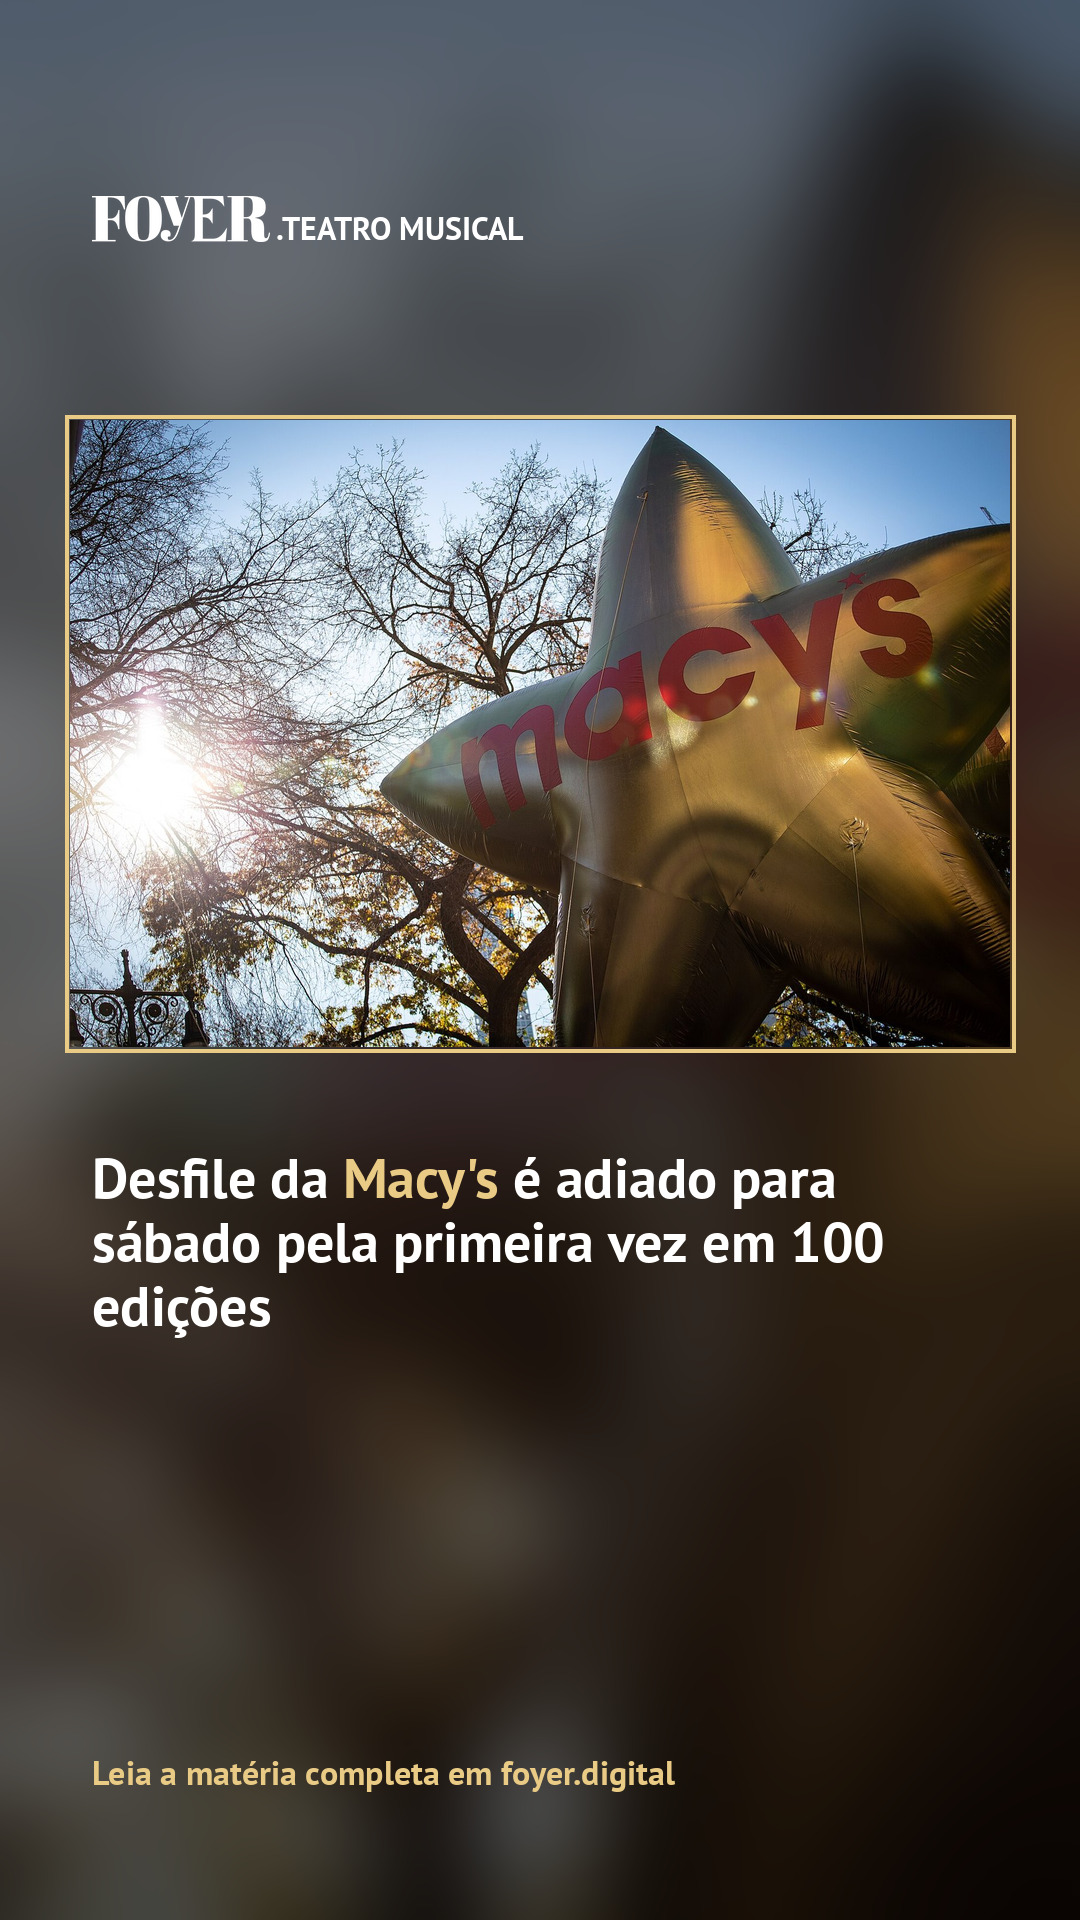 FOYER .TEATRO MUSICAL
macy's
Desfile da Macy's é adiado para
sábado pela primeira vez em 100
edições
Leia a matéria completa em foyer.digital